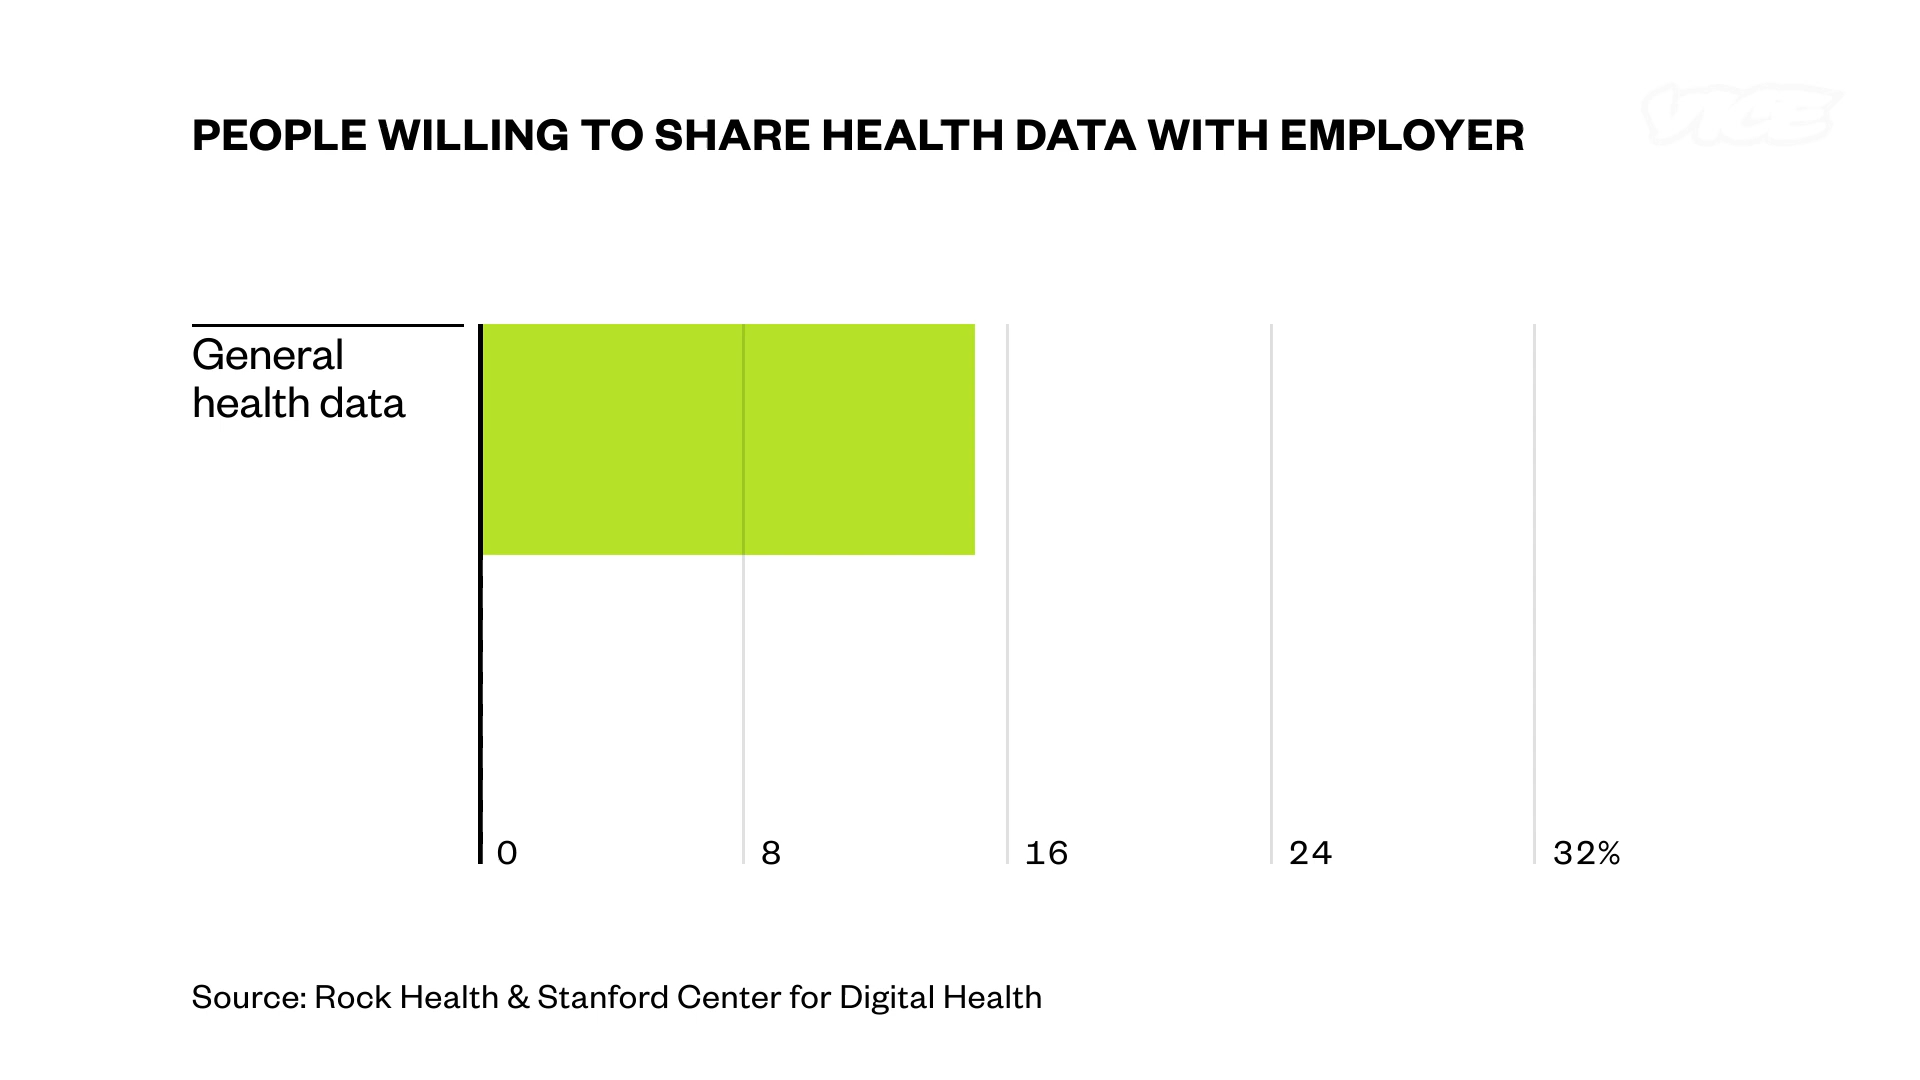 VICE
PEOPLE WILLING TO SHARE HEALTH DATA WITH EMPLOYER
General
health data
0 8 16 24 32%
Source: Rock Health & Stanford Center for Digital Health